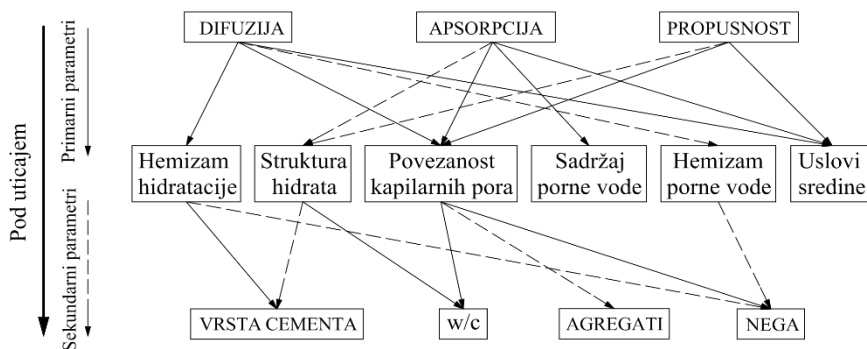 DIFUZIJA
APSORPCIJA
PROPUSNOST
Pod uticajem
Primarni parametri
Hemizam
hidratacije
Struktura
hidrata
Povezanost
kapilarnih pora
Sadržaj
porne vode
Hemizam
porne vode
Uslovi
sredine
Sekundarni parametri
VRSTA CEMENTA
w/c
AGREGATI
NEGA